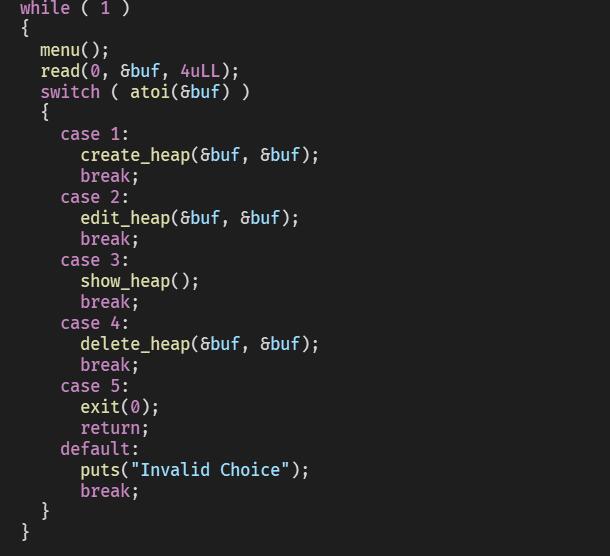 while ( 1 )
{
  menu();
  read(0, &buf, 4uLL);
  switch ( atoi(&buf) )
  {
    case 1:
      create_heap(&buf, &buf);
      break;
    case 2:
      edit_heap(&buf, &buf);
      break;
    case 3:
      show_heap();
      break;
    case 4:
      delete_heap(&buf, &buf);
      break;
    case 5:
      exit(0);
      return;
    default:
      puts("Invalid Choice");
      break;
  }
}